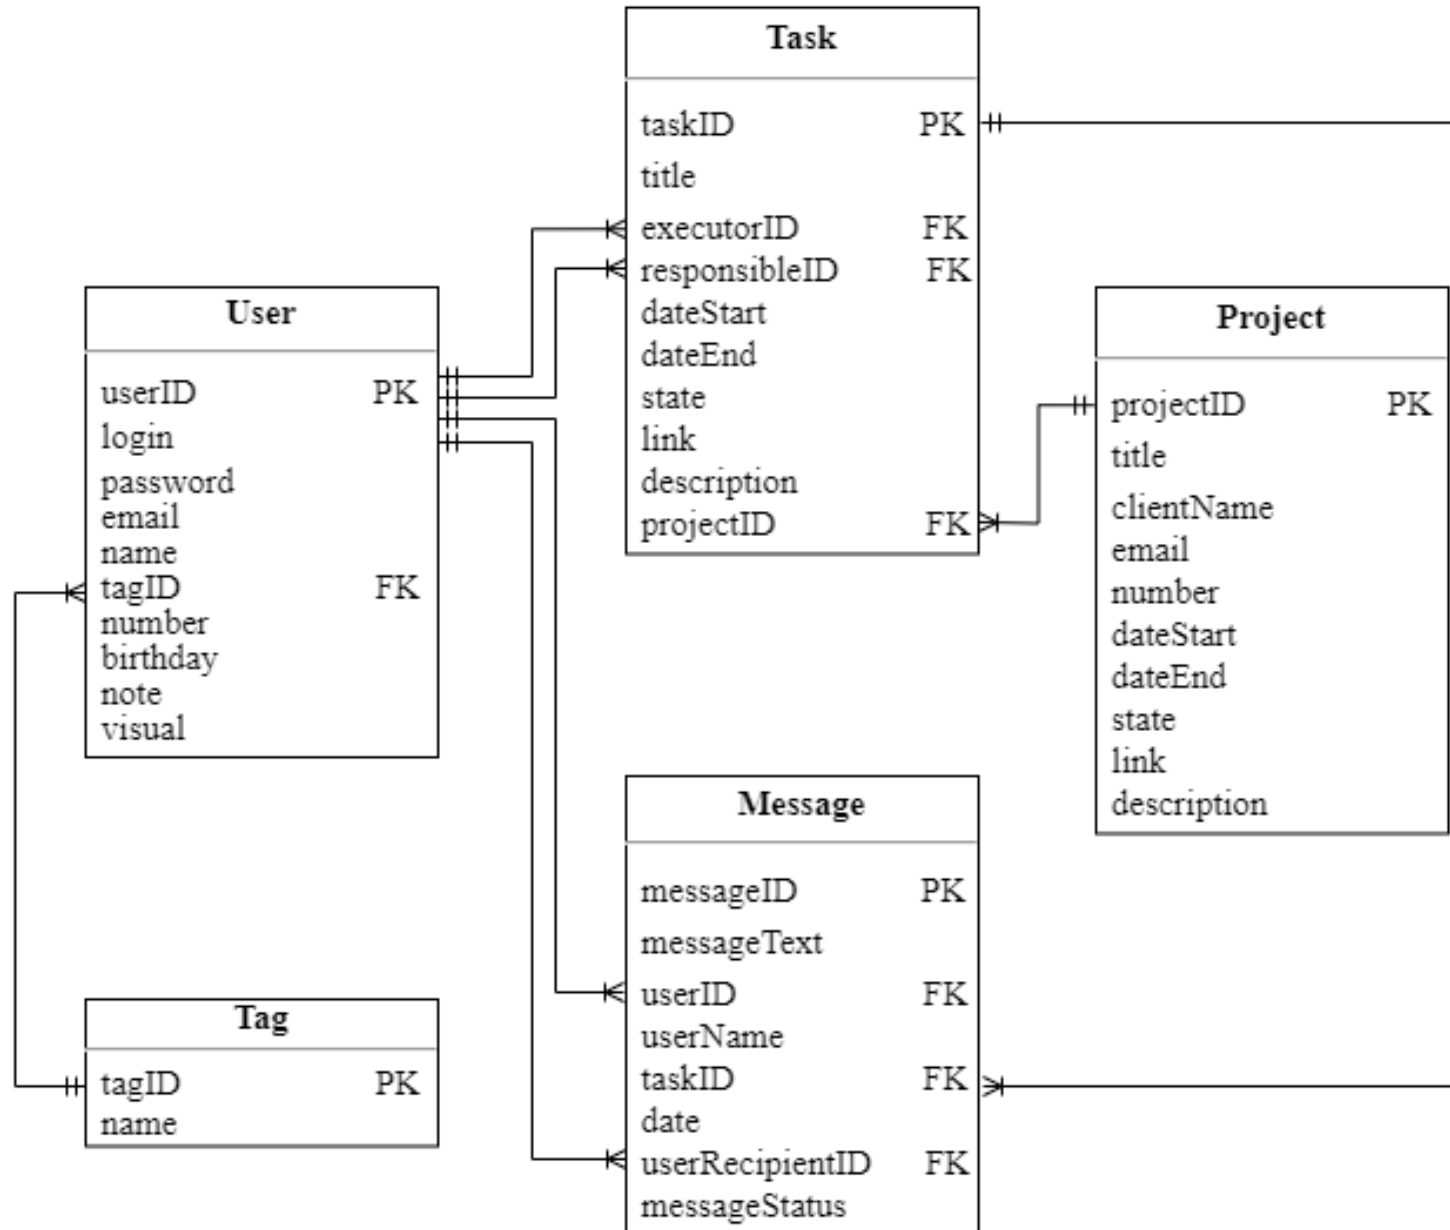 Task
taskID PK
title
executorID FK
responsibleID FK
dateStart
dateEnd
state
link
description
projectID FK
User
userID PK
login
password
email
name
tagID FK
number
birthday
note
visual
Project
projectID PK
title
clientName
email
number
dateStart
dateEnd
state
link
description
Message
messageID PK
messageText
userID FK
userName
taskID FK
date
userRecipientID FK
messageStatus
Tag
tagID PK
name